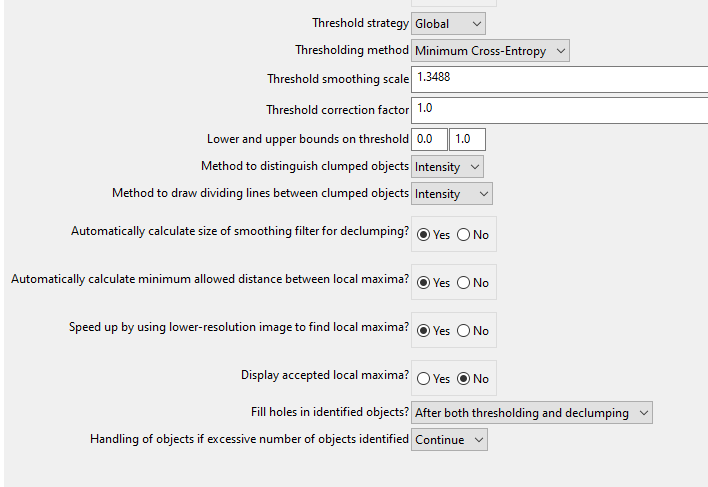 Threshold strategy Global
Thresholding method Minimum Cross-Entropy
Threshold smoothing scale 1.3488
Threshold correction factor 1.0
Lower and upper bounds on threshold 0.0 1.0
Method to distinguish clumped objects Intensity
Method to draw dividing lines between clumped objects Intensity
Automatically calculate size of smoothing filter for declumping? Yes No
Automatically calculate minimum allowed distance between local maxima? Yes No
Speed up by using lower-resolution image to find local maxima? Yes No
Display accepted local maxima? Yes No
Fill holes in identified objects? After both thresholding and declumping
Handling of objects if excessive number of objects identified Continue